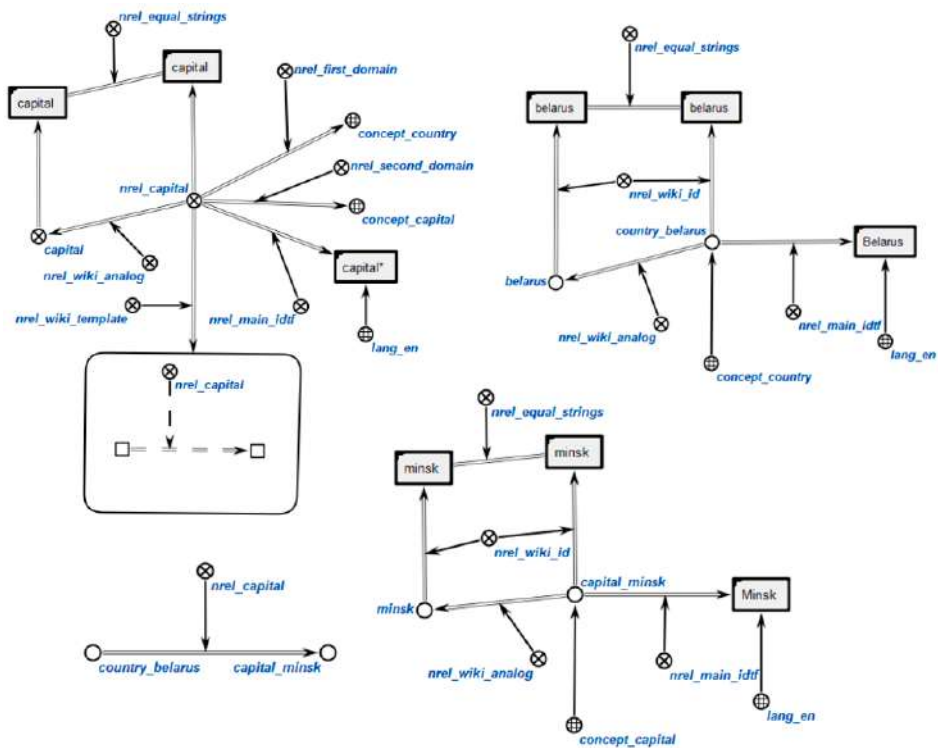 nrel_equal_strings
capital
capital
nrel_first_domain
concept_country
nrel_second_domain
nrel_capital
concept_capital
capital
nrel_wiki_analog
capital*
nrel_wiki_template
nrel_main_idtf
lang_en
nrel_capital
nrel_equal_strings
belarus
belarus
nrel_wiki_id
country_belarus
Belarus
belarus
nrel_wiki_analog
nrel_main_idtf
lang_en
concept_country
nrel_equal_strings
minsk
minsk
nrel_wiki_id
capital_minsk
minsk
Minsk
nrel_wiki_analog
nrel_main_idtf
lang_en
concept_capital
nrel_capital
country_belarus
capital_minsk